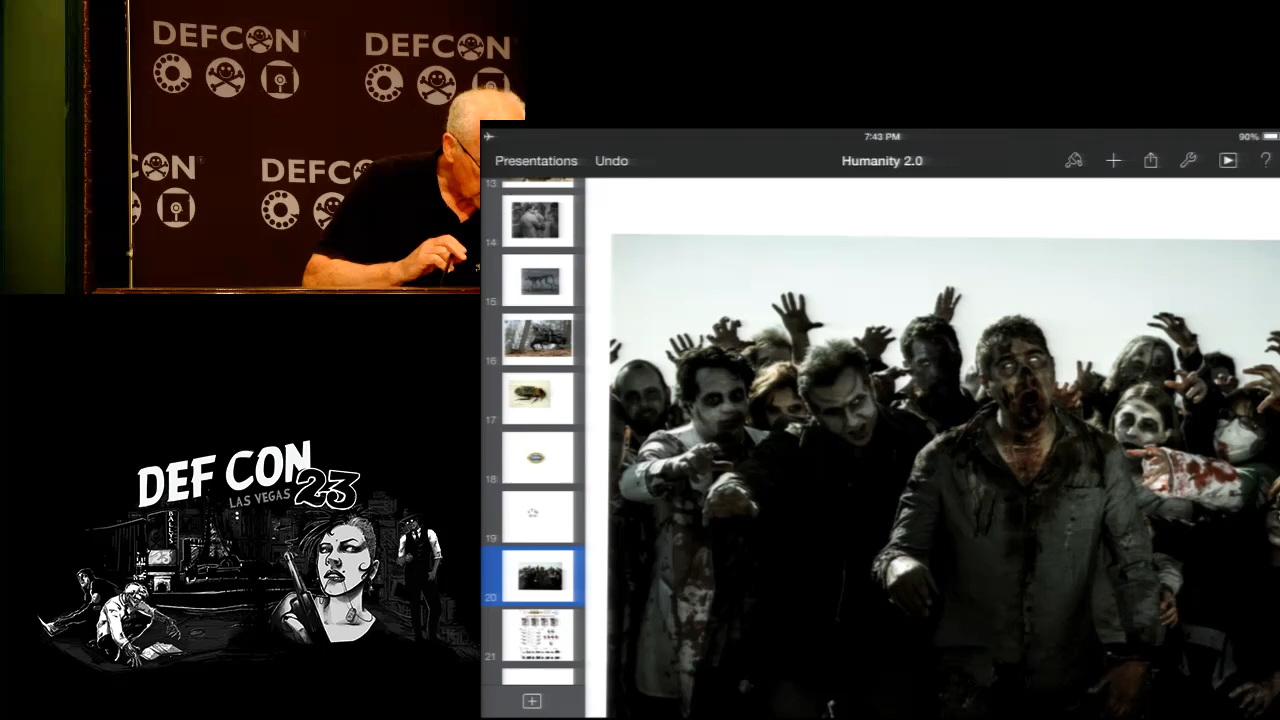 DEFCON
DEFCON
CON
DEFCON
7:43 PM
90%
Presentations
Undo
Humanity 2.0
?
13
14
15
16
17
18
19
20
21
DEF CON 23
LAS VEGAS
BALLYS